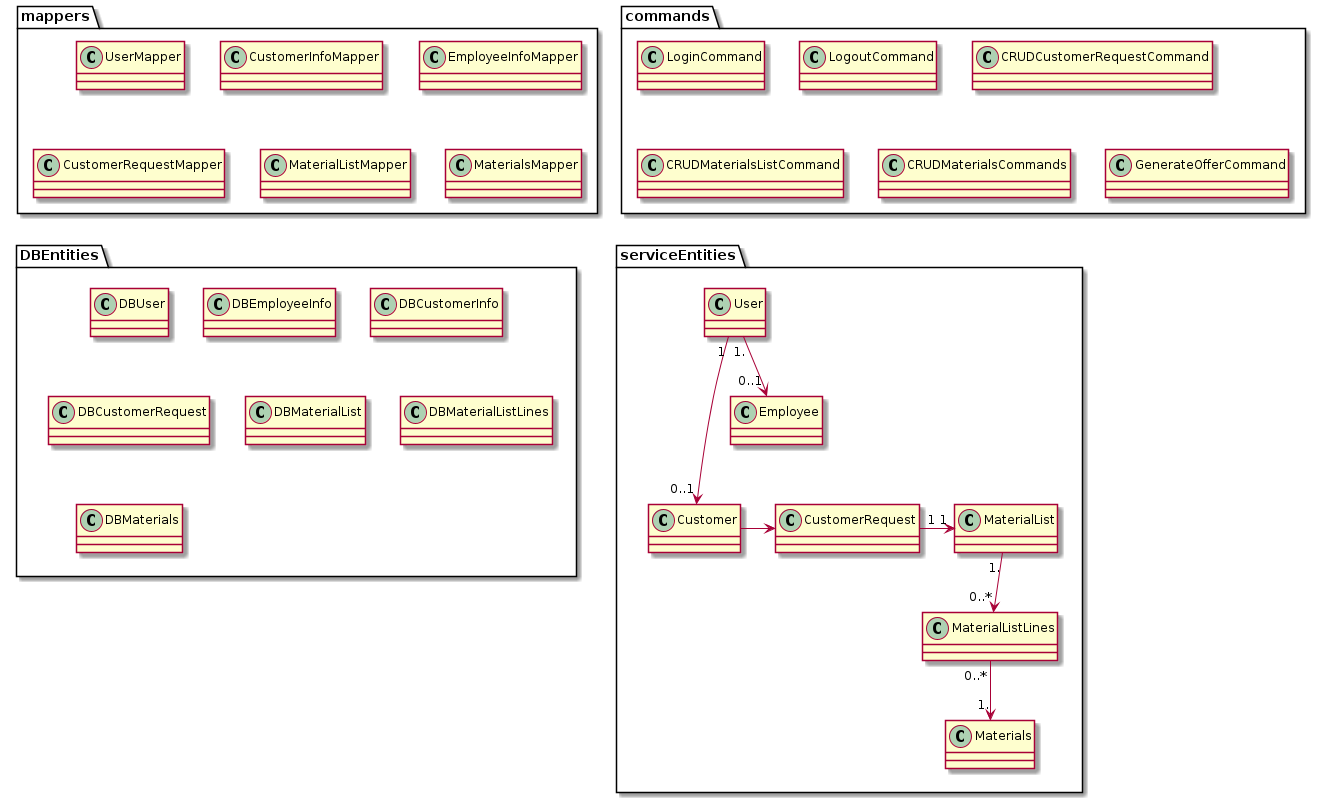 mappers
C UserMapper
C CustomerInfoMapper
C EmployeeInfoMapper
C CustomerRequestMapper
C MaterialListMapper
C MaterialsMapper
commands
C LoginCommand
C LogoutCommand
C CRUDCustomerRequestCommand
C CRUDMaterialsListCommand
C CRUDMaterialsCommands
C GenerateOfferCommand
DBEntities
C DBUser
C DBEmployeeInfo
C DBCustomerInfo
C DBCustomerRequest
C DBMaterialList
C DBMaterialListLines
C DBMaterials
serviceEntities
C User
1
1.
0..1
C Employee
0..1
C Customer
C CustomerRequest
1
1
C MaterialList
1.
0..*
C MaterialListLines
0..*
1.
C Materials